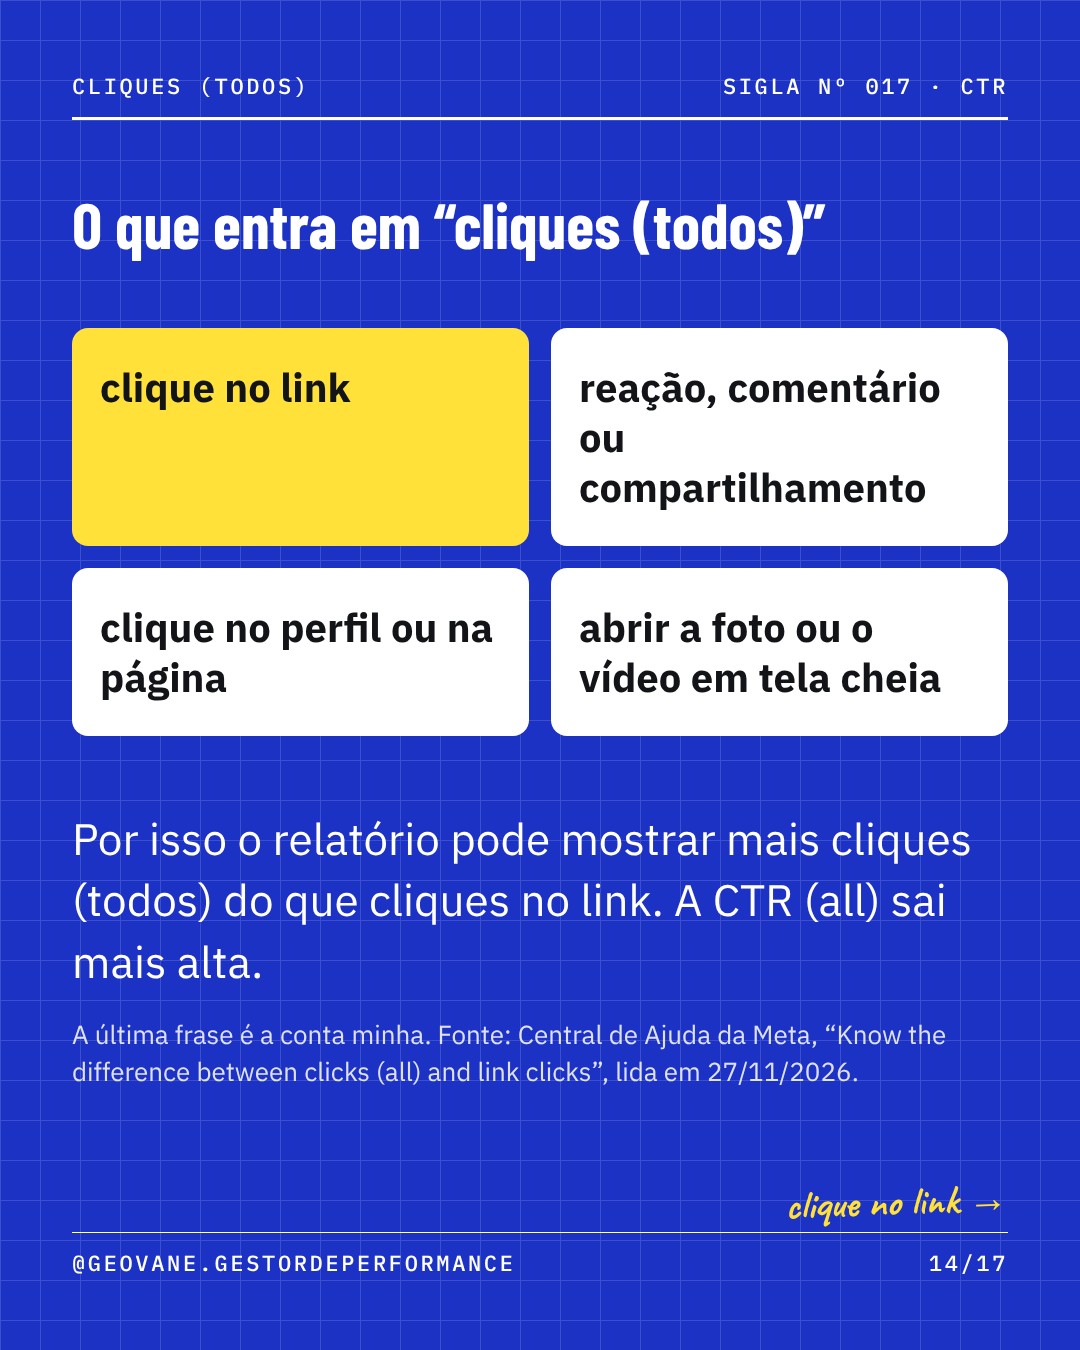 CLIQUES (TODOS)
SIGLA Nº 017 · CTR
O que entra em “cliques (todos)”
clique no link
reação, comentário
ou
compartilhamento
clique no perfil ou na
página
abrir a foto ou o
vídeo em tela cheia
Por isso o relatório pode mostrar mais cliques
(todos) do que cliques no link. A CTR (all) sai
mais alta.
A última frase é a conta minha. Fonte: Central de Ajuda da Meta, “Know the
difference between clicks (all) and link clicks”, lida em 27/11/2026.
clique no link →
@GEOVANE.GESTORDEPERFORMANCE
14/17